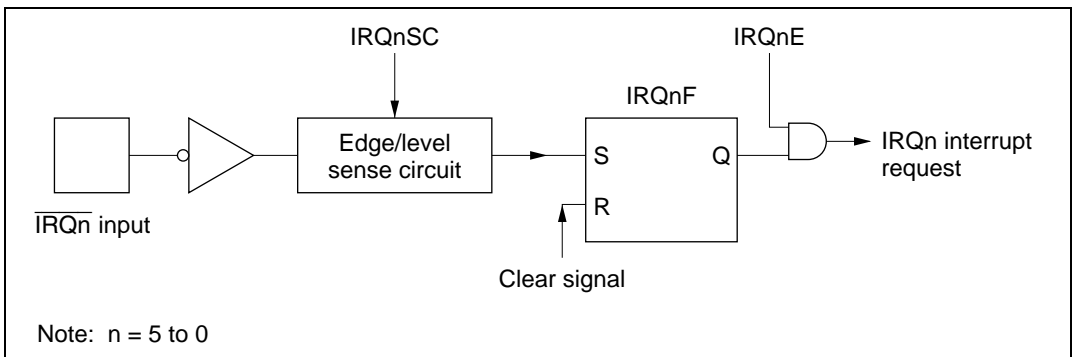 IRQnSC
IRQnE
IRQnF
Edge/level
sense circuit
S
Q
R
IRQn interrupt
request
IRQn input
Clear signal
Note: n = 5 to 0